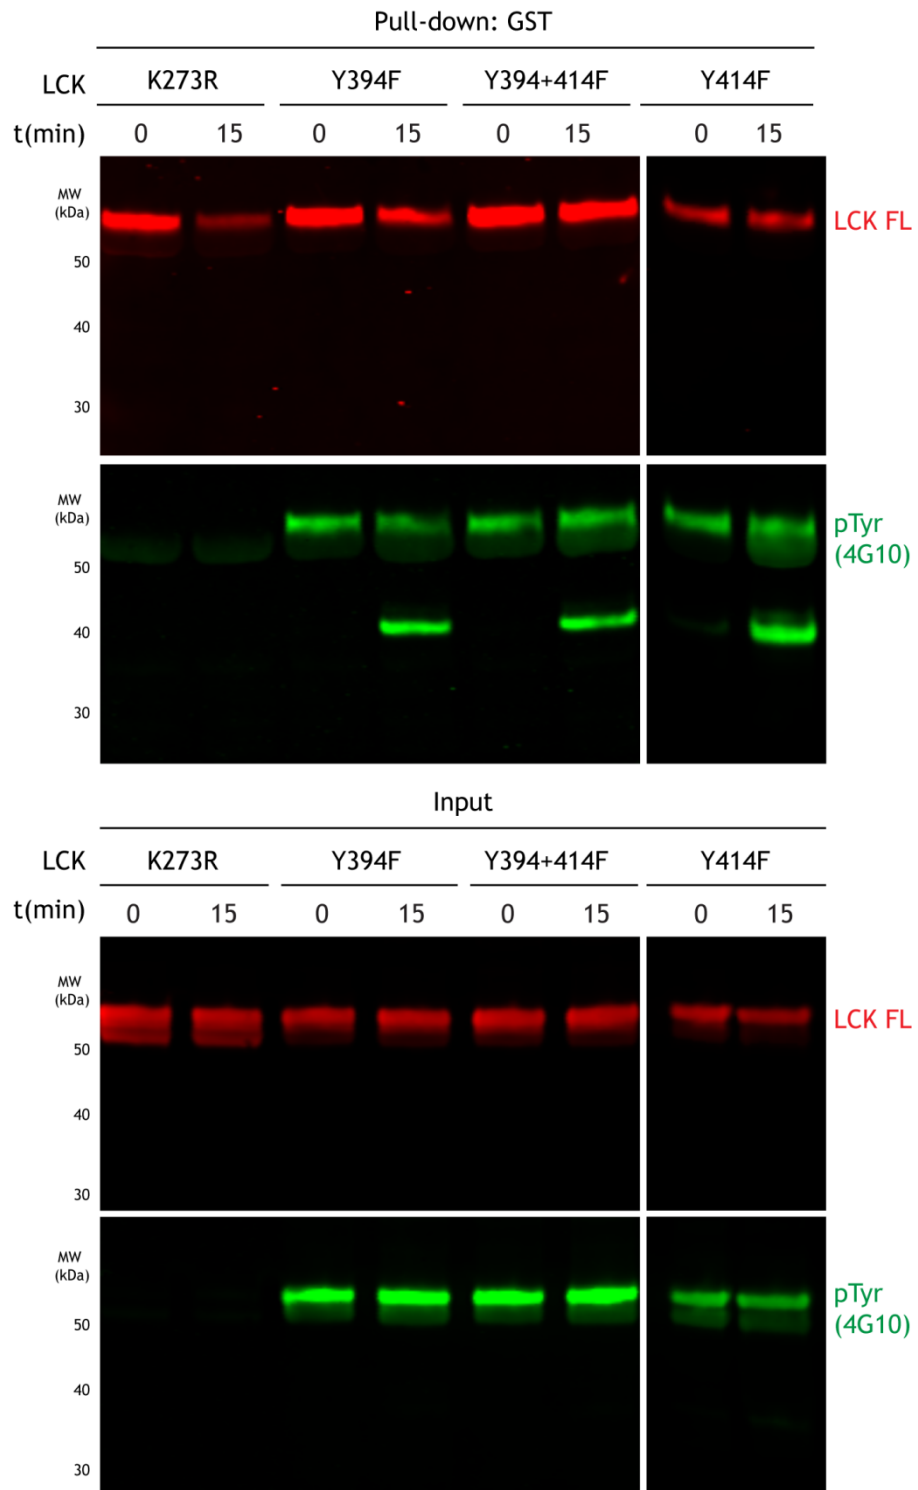 Pull-down: GST
LCK K273R Y394F Y394+414F Y414F
t(min) 0 15 0 15 0 15 0 15
MW
(kDa)
LCK FL
50
40
30
MW
(kDa)
pTyr
(4G10)
50
40
30
Input
LCK K273R Y394F Y394+414F Y414F
t(min) 0 15 0 15 0 15 0 15
MW
(kDa)
LCK FL
50
40
30
MW
(kDa)
pTyr
(4G10)
50
40
30